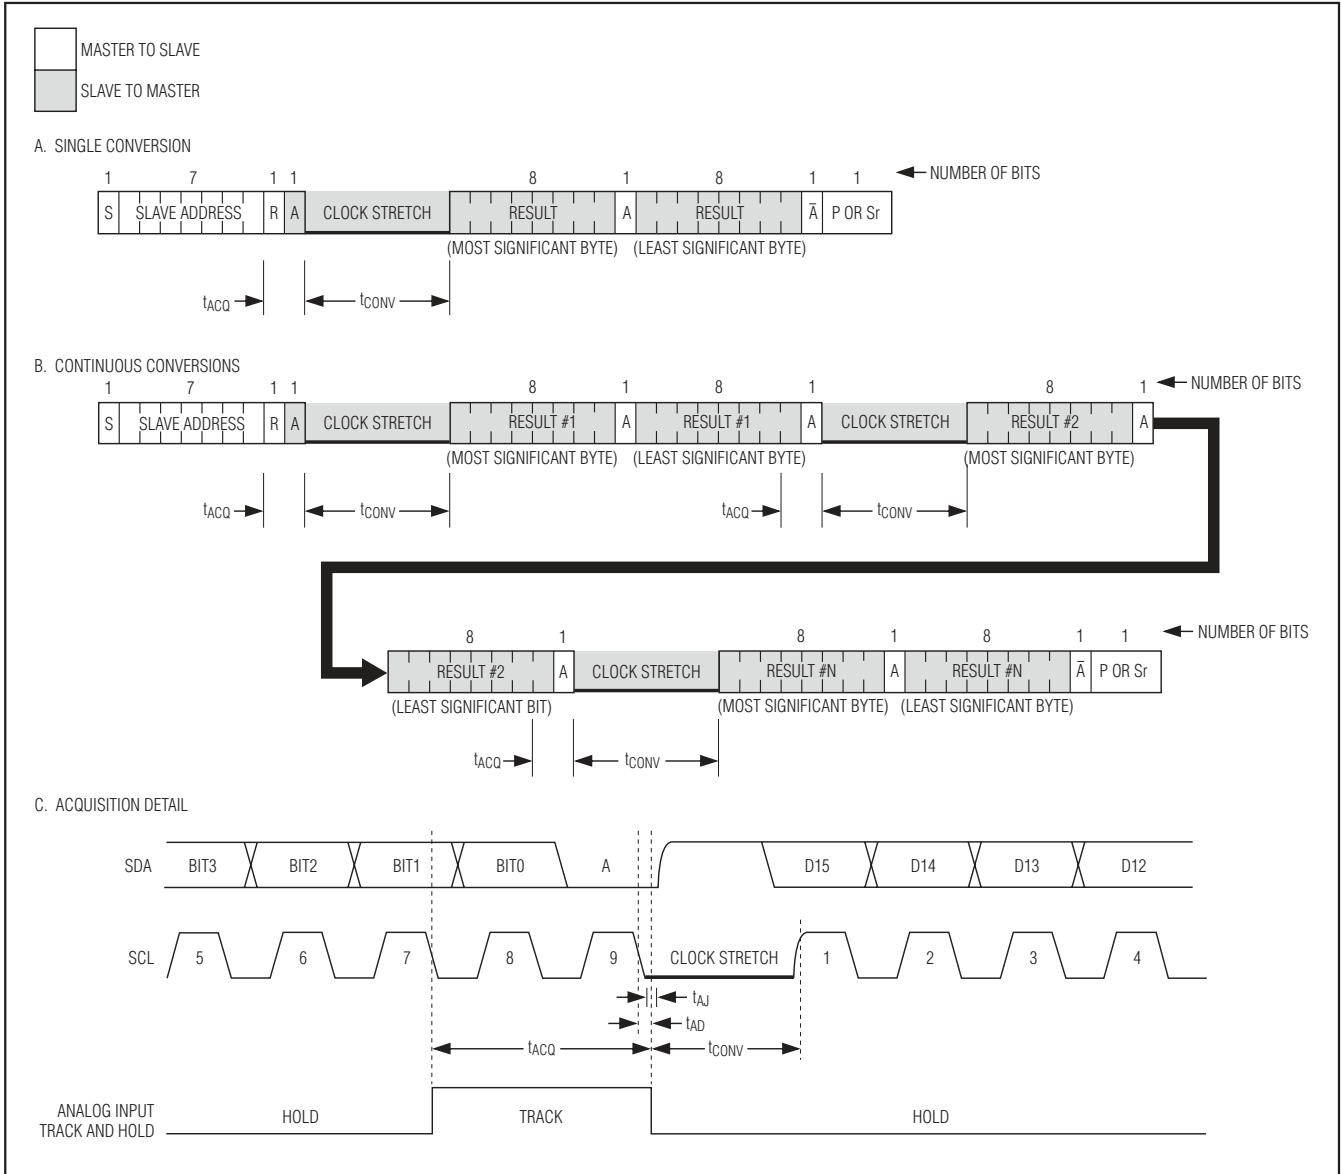 MASTER TO SLAVE
SLAVE TO MASTER
A. SINGLE CONVERSION
1 7 1 1 8 1 8 1 1 NUMBER OF BITS
S SLAVE ADDRESS R A CLOCK STRETCH RESULT A RESULT A̅ P OR Sr
(MOST SIGNIFICANT BYTE) (LEAST SIGNIFICANT BYTE)
tACQ tCONV
B. CONTINUOUS CONVERSIONS
1 7 1 1 8 1 8 1 8 1 NUMBER OF BITS
S SLAVE ADDRESS R A CLOCK STRETCH RESULT #1 A RESULT #1 A CLOCK STRETCH RESULT #2 A
(MOST SIGNIFICANT BYTE) (LEAST SIGNIFICANT BYTE) (MOST SIGNIFICANT BYTE)
tACQ tCONV tACQ tCONV
8 1 8 1 8 1 1 NUMBER OF BITS
RESULT #2 A CLOCK STRETCH RESULT #N A RESULT #N A̅ P OR Sr
(LEAST SIGNIFICANT BIT) (MOST SIGNIFICANT BYTE) (LEAST SIGNIFICANT BYTE)
tACQ tCONV
C. ACQUISITION DETAIL
SDA BIT3 BIT2 BIT1 BIT0 A D15 D14 D13 D12
SCL 5 6 7 8 9 CLOCK STRETCH 1 2 3 4
tAJ
tAD
tACQ tCONV
ANALOG INPUT
TRACK AND HOLD
HOLD TRACK HOLD